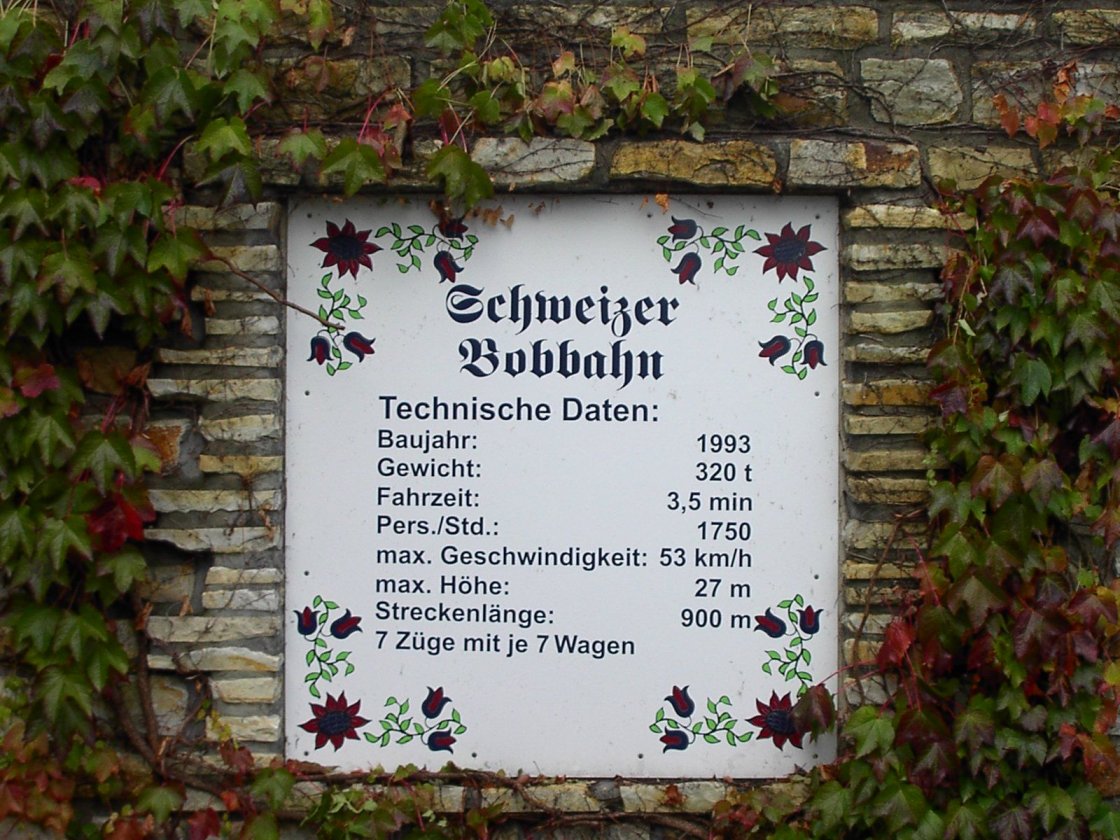 Schweizer
Bobbahn
Technische Daten:
Baujahr: 1993
Gewicht: 320 t
Fahrzeit: 3,5 min
Pers./Std.: 1750
max. Geschwindigkeit: 53 km/h
max. Höhe: 27 m
Streckenlänge: 900 m
7 Züge mit je 7 Wagen